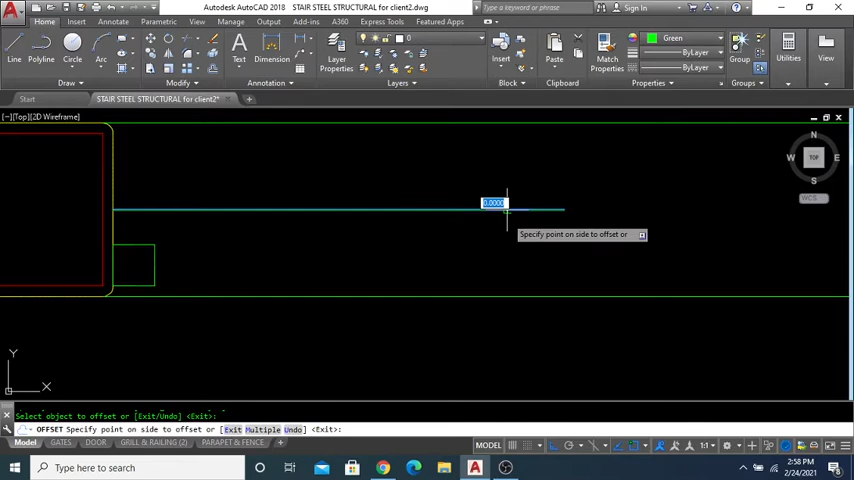 Autodesk AutoCAD 2018 STAIR STEEL STRUCTURAL for client2.dwg
Type a keyword or phrase
Sign In
Home Insert Annotate Parametric View Manage Output Add-ins A360 Express Tools Featured Apps
0
Green
ByLayer
ByLayer
Line Polyline Circle Arc
Text Dimension
Layer Properties
Insert
Paste
Match Properties
Group
Utilities
View
Draw Modify Annotation Layers Block Clipboard Properties Groups
Start STAIR STEEL STRUCTURAL for client2*
[−][Top][2D Wireframe]
N
W TOP E
S
WCS
0.0000
Specify point on side to offset or
Y
X
Select object to offset or [Exit/Undo] <Exit>:
OFFSET Specify point on side to offset or [Exit Multiple Undo] <Exit>:
Model GATES DOOR GRILL & RAILING (2) PARAPET & FENCE
MODEL
1:1
Type here to search
2:58 PM
2/24/2021